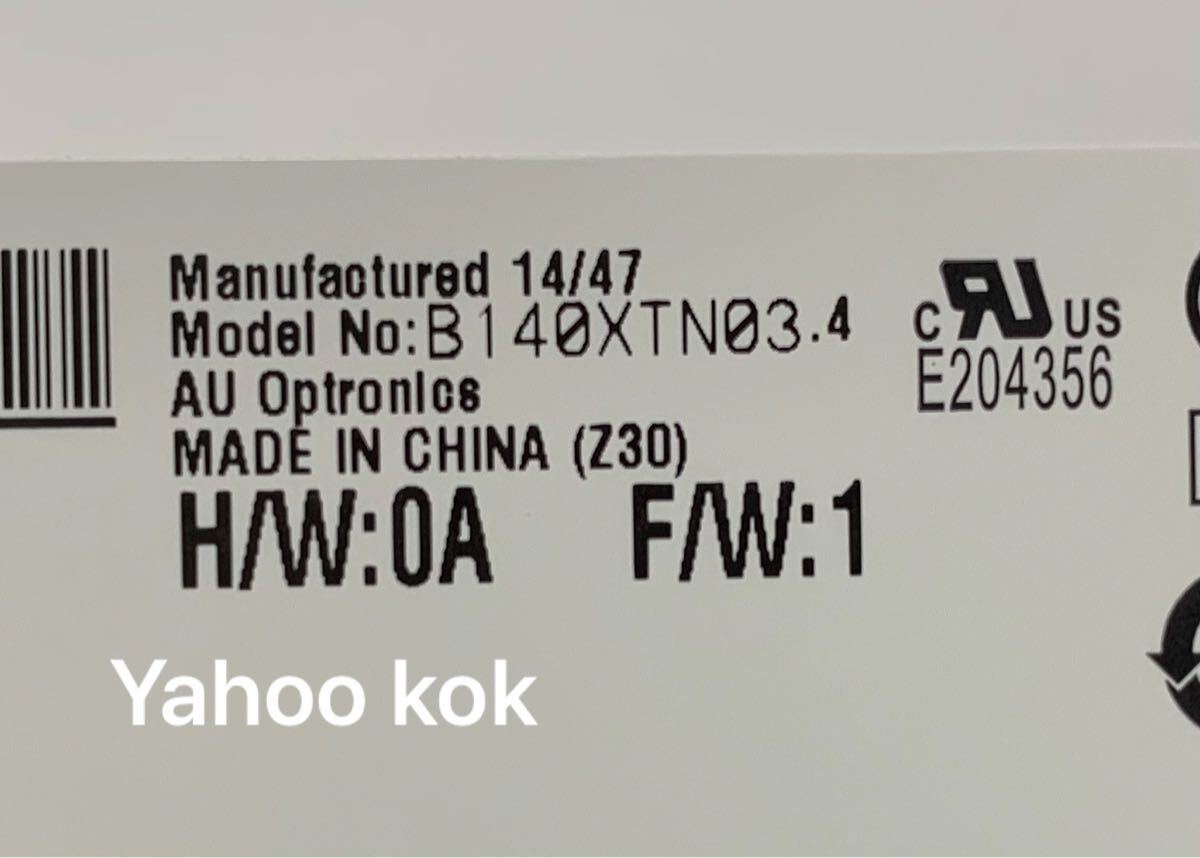 Manufactured 14/47
Model No:B140XTN03.4
AU Optronics
MADE IN CHINA (Z30)
H/W:0A F/W:1
c RU US
E204356
Yahoo kok